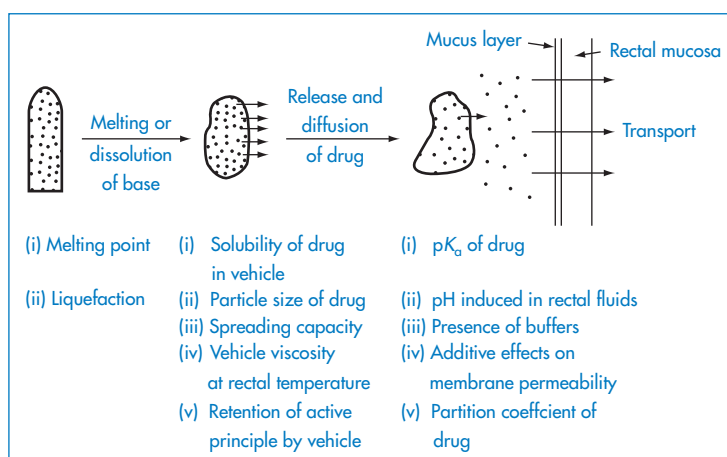 Mucus layer
Rectal mucosa
Melting or
dissolution
of base
Release and
diffusion
of drug
Transport
(i) Melting point
(ii) Liquefaction
(i) Solubility of drug
in vehicle
(ii) Particle size of drug
(iii) Spreading capacity
(iv) Vehicle viscosity
at rectal temperature
(v) Retention of active
principle by vehicle
(i) pKa of drug
(ii) pH induced in rectal fluids
(iii) Presence of buffers
(iv) Additive effects on
membrane permeability
(v) Partition coeffcient of
drug